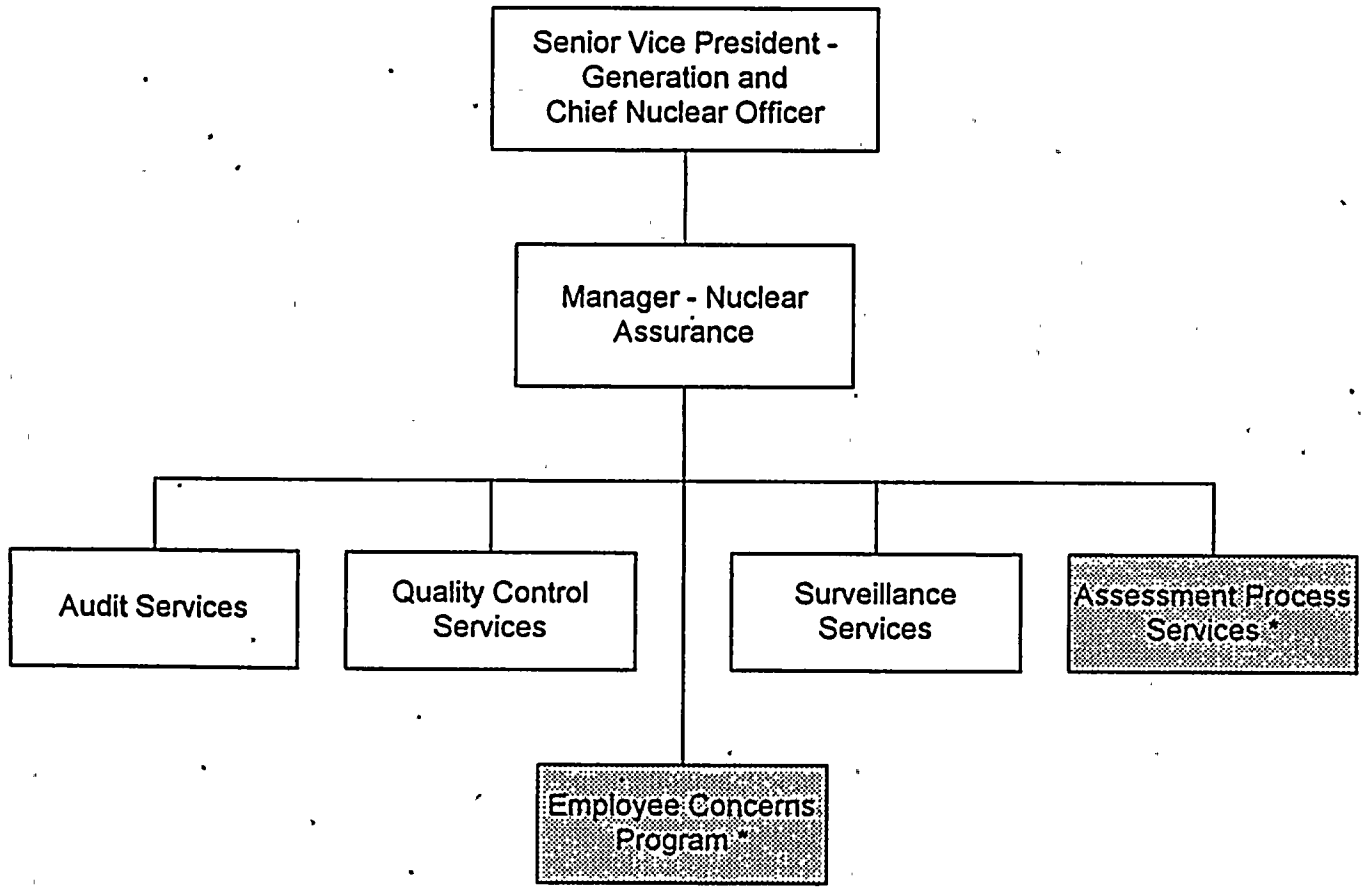 Senior Vice President -
Generation and
Chief Nuclear Officer
Manager - Nuclear
Assurance
Audit Services
Quality Control
Services
Surveillance
Services
Assessment Process
Services *
Employee Concerns
Program *